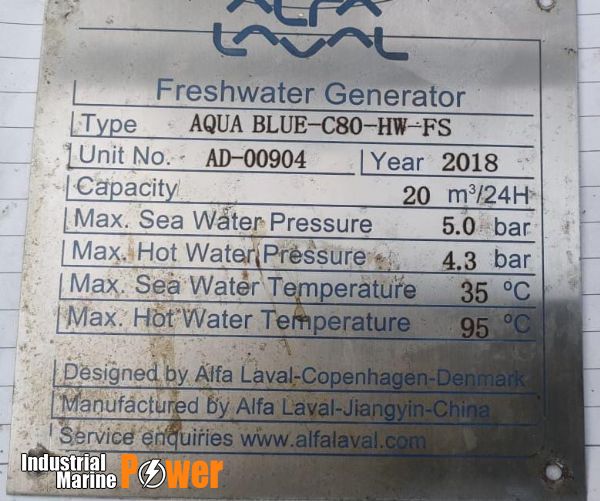 ALFA
LAVAL
Freshwater Generator
Type AQUA BLUE-C80-HW-FS
Unit No. AD-00904 Year 2018
Capacity 20 m³/24H
Max. Sea Water Pressure 5.0 bar
Max. Hot Water Pressure 4.3 bar
Max. Sea Water Temperature 35 °C
Max. Hot Water Temperature 95 °C
Designed by Alfa Laval-Copenhagen-Denmark
Manufactured by Alfa Laval-Jiangyin-China
Service enquiries www.alfalaval.com
Industrial
Marine Power